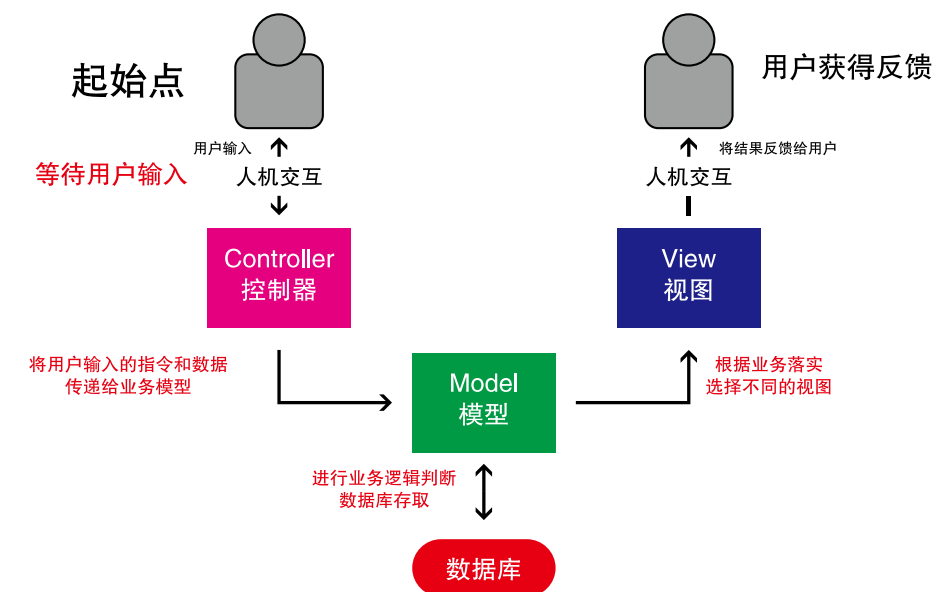 起始点
用户获得反馈
用户输入
将结果反馈给用户
等待用户输入
人机交互
人机交互
Controller
控制器
View
视图
将用户输入的指令和数据
传递给业务模型
Model
模型
根据业务落实
选择不同的视图
进行业务逻辑判断
数据库存取
数据库